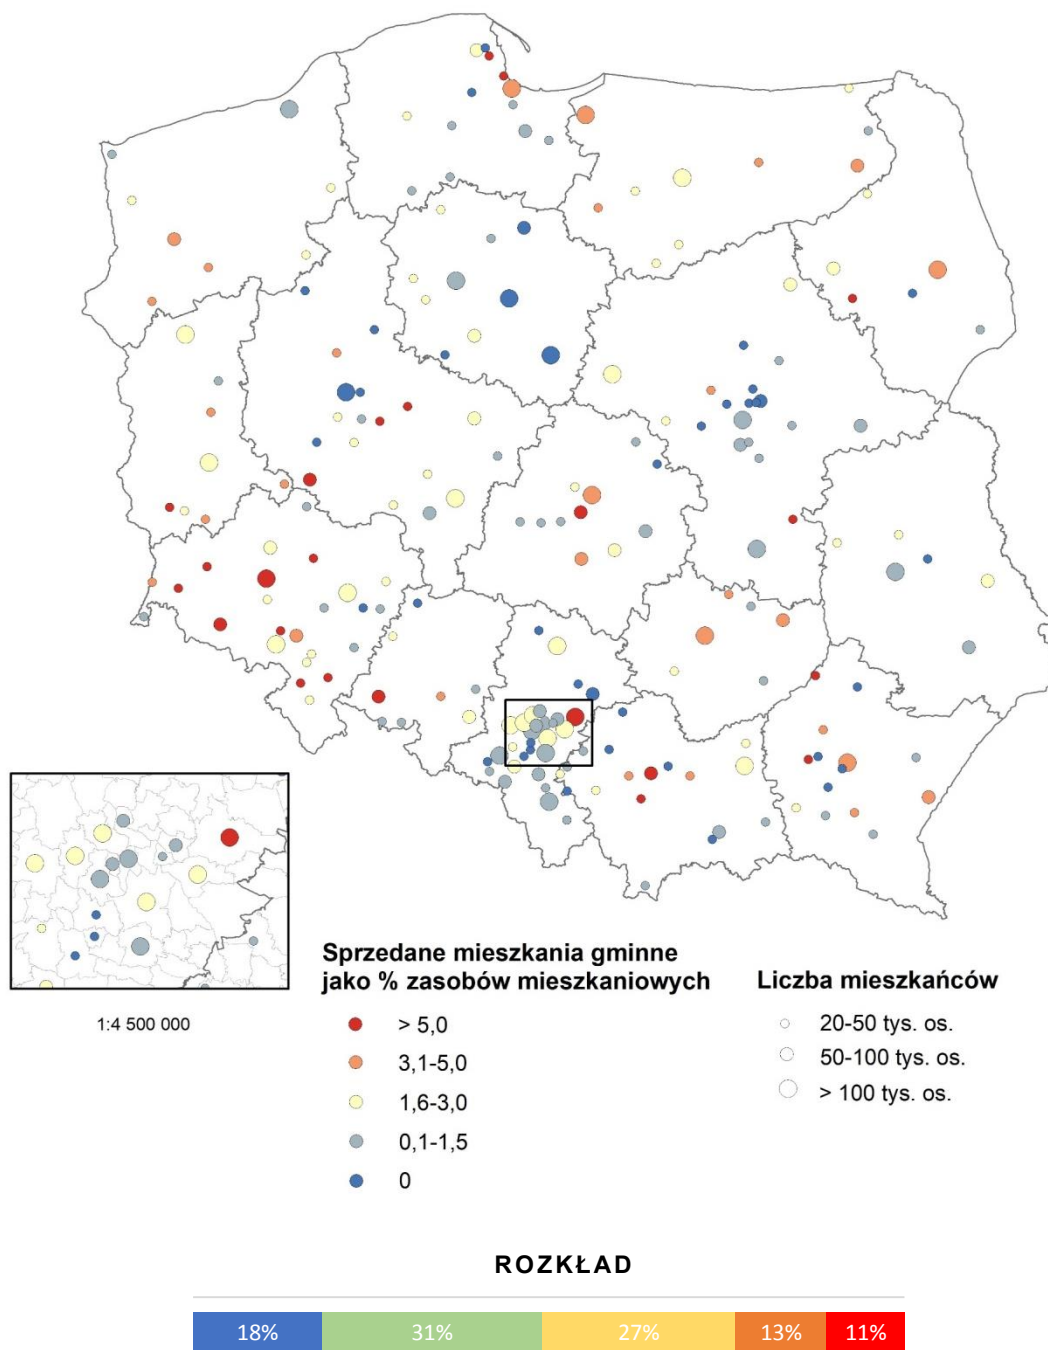 1:4 500 000
Sprzedane mieszkania gminne
jako % zasobów mieszkaniowych
> 5,0
3,1-5,0
1,6-3,0
0,1-1,5
0
Liczba mieszkańców
20-50 tys. os.
50-100 tys. os.
> 100 tys. os.
ROZKŁAD
18% 31% 27% 13% 11%